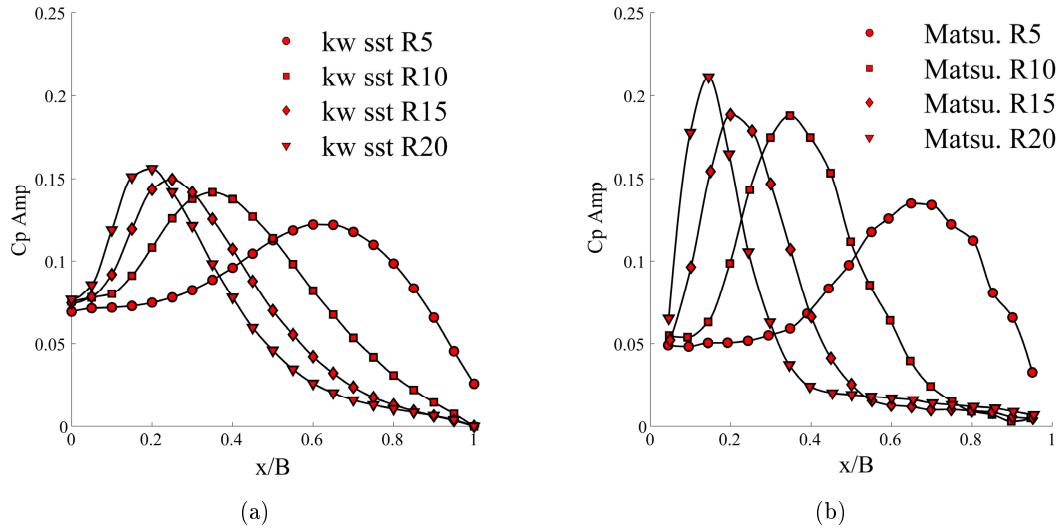 0.25
0.2
0.15
0.1
0.05
0
Cp Amp
kw sst R5
kw sst R10
kw sst R15
kw sst R20
0 0.2 0.4 0.6 0.8 1
x/B
(a)
0.25
0.2
0.15
0.1
0.05
0
Cp Amp
Matsu. R5
Matsu. R10
Matsu. R15
Matsu. R20
0 0.2 0.4 0.6 0.8 1
x/B
(b)